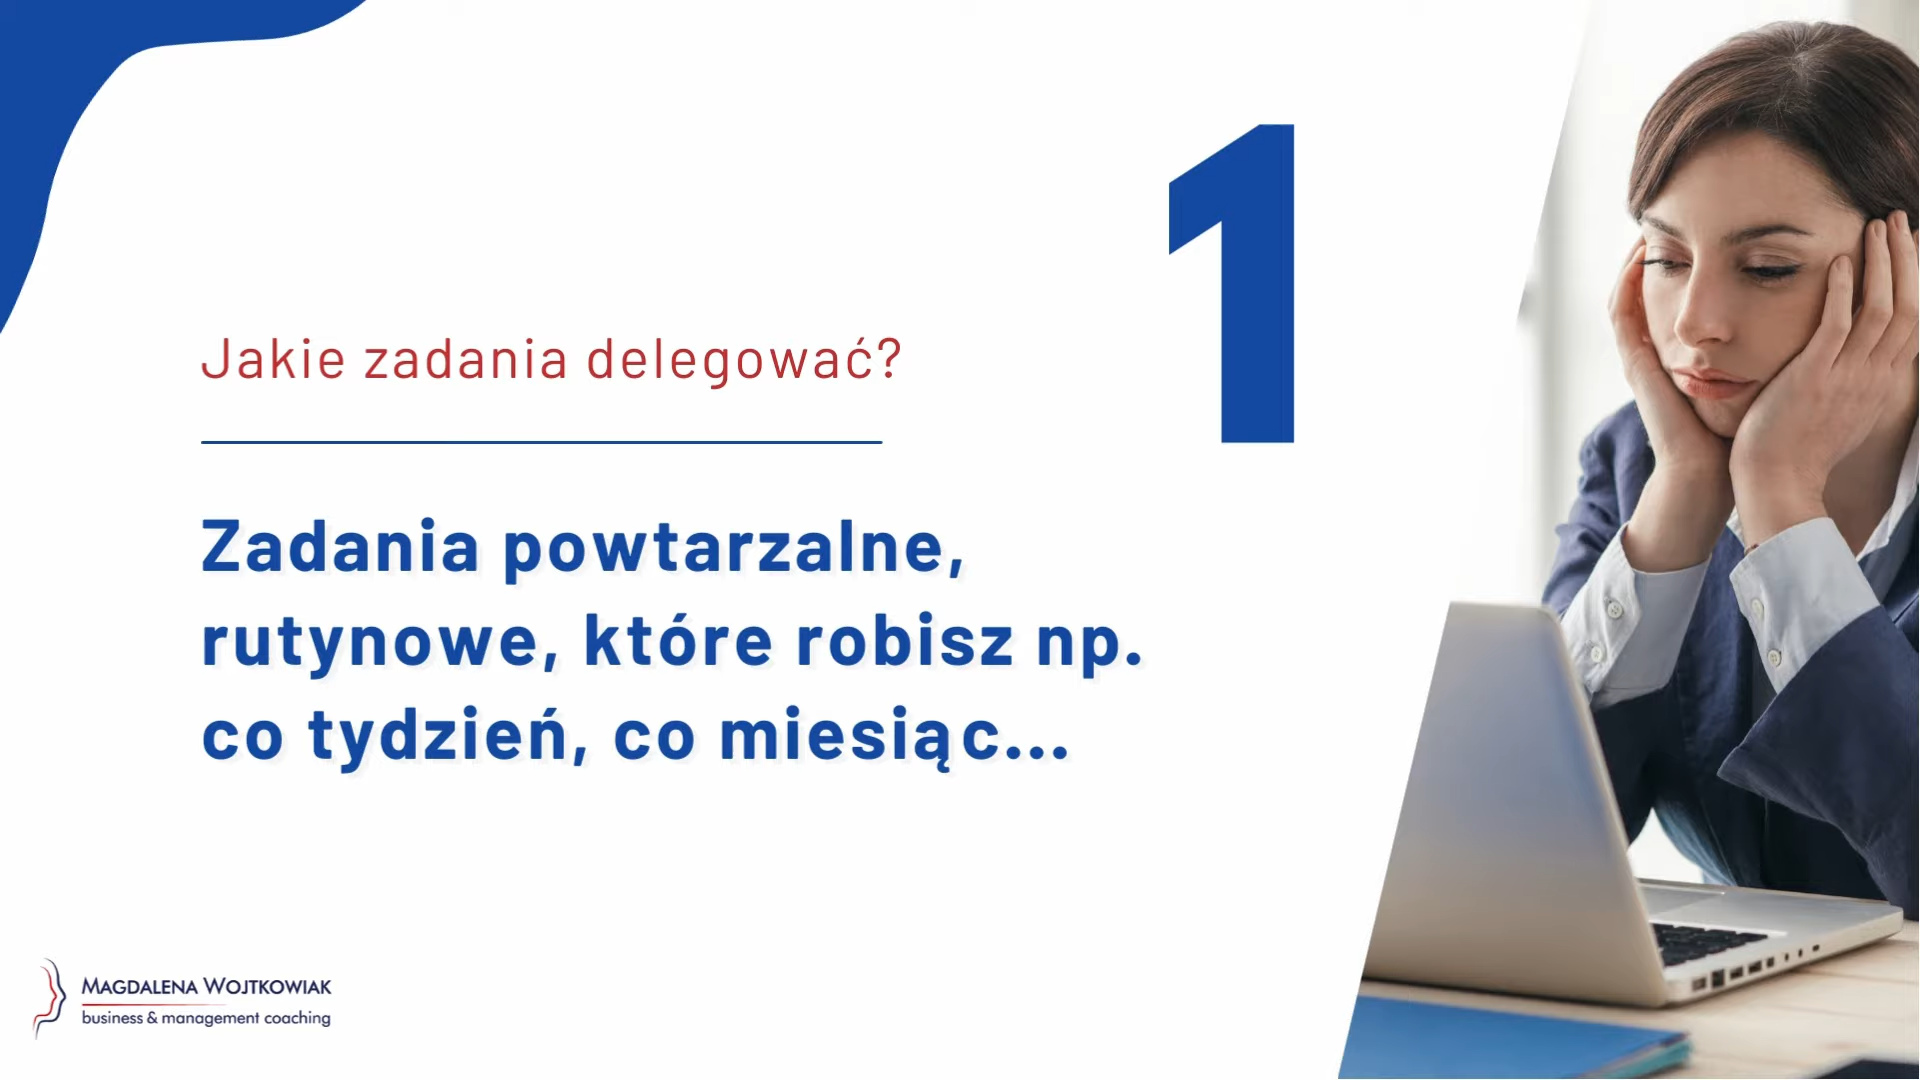 1
Jakie zadania delegować?
Zadania powtarzalne,
rutynowe, które robisz np.
co tydzień, co miesiąc...
MAGDALENA WOJTKOWIAK
business & management coaching